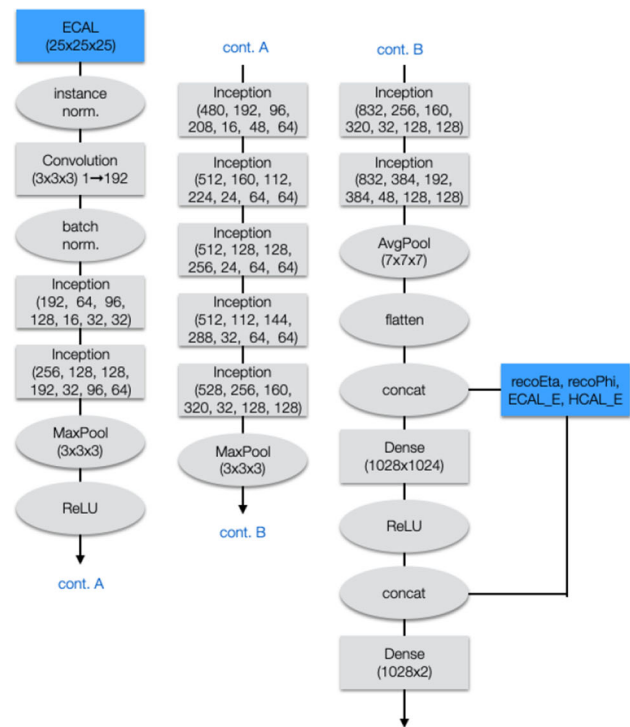 ECAL
(25x25x25)
instance
norm.
Convolution
(3x3x3) 1→192
batch
norm.
Inception
(192, 64, 96,
128, 16, 32, 32)
Inception
(256, 128, 128,
192, 32, 96, 64)
MaxPool
(3x3x3)
ReLU
cont. A
cont. A
Inception
(480, 192, 96,
208, 16, 48, 64)
Inception
(512, 160, 112,
224, 24, 64, 64)
Inception
(512, 128, 128,
256, 24, 64, 64)
Inception
(512, 112, 144,
288, 32, 64, 64)
Inception
(528, 256, 160,
320, 32, 128, 128)
MaxPool
(3x3x3)
cont. B
cont. B
Inception
(832, 256, 160,
320, 32, 128, 128)
Inception
(832, 384, 192,
384, 48, 128, 128)
AvgPool
(7x7x7)
flatten
concat
recoEta, recoPhi,
ECAL_E, HCAL_E
Dense
(1028x1024)
ReLU
concat
Dense
(1028x2)